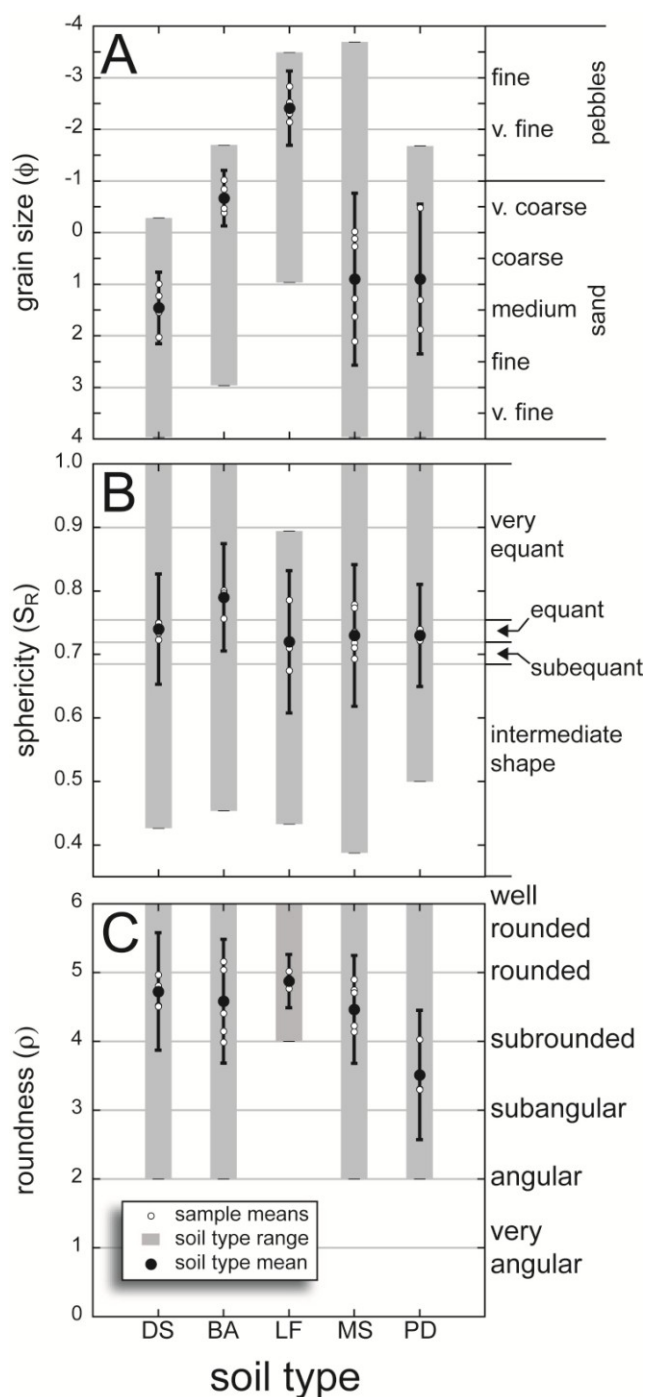 A
grain size (ϕ)
-4
-3
-2
-1
0
1
2
3
4
fine
v. fine
pebbles
v. coarse
coarse
medium
fine
v. fine
sand
B
sphericity (SR)
1.0
0.9
0.8
0.7
0.6
0.5
0.4
very
equant
equant
subequant
intermediate
shape
C
roundness (ρ)
6
5
4
3
2
1
0
well
rounded
rounded
subrounded
subangular
angular
very
angular
sample means
soil type range
soil type mean
DS BA LF MS PD
soil type